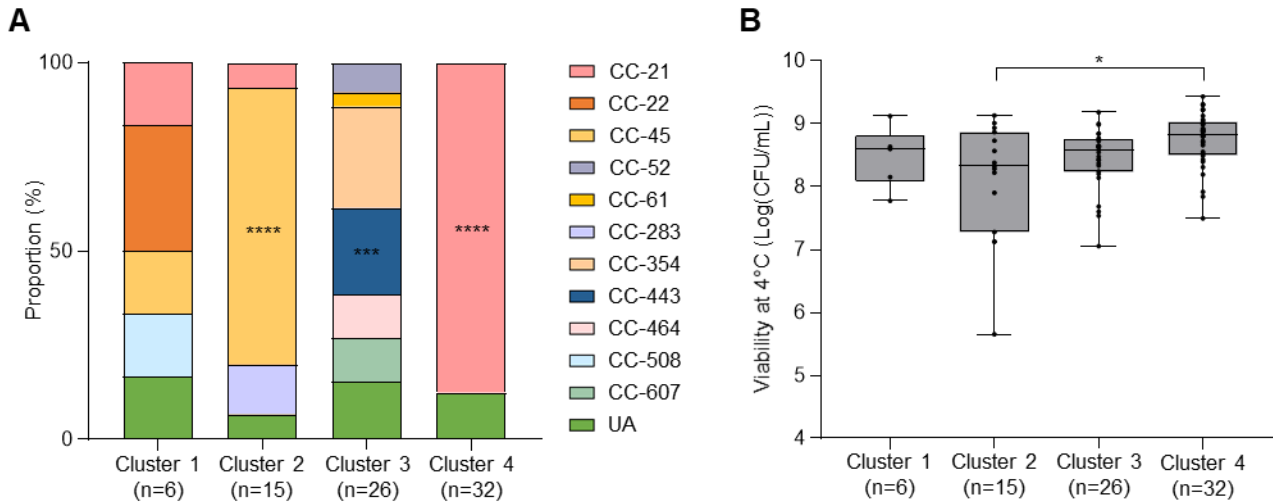 A
100
50
0
Proportion (%)
****
***
****
Cluster 1
(n=6)
Cluster 2
(n=15)
Cluster 3
(n=26)
Cluster 4
(n=32)
CC-21
CC-22
CC-45
CC-52
CC-61
CC-283
CC-354
CC-443
CC-464
CC-508
CC-607
UA
B
10
9
8
7
6
5
4
Viability at 4°C (Log(CFU/mL))
*
Cluster 1
(n=6)
Cluster 2
(n=15)
Cluster 3
(n=26)
Cluster 4
(n=32)